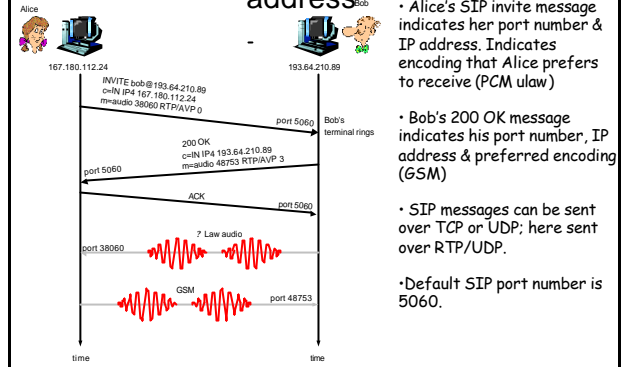 address
-
Alice
Bob
167.180.112.24
193.64.210.89
INVITE bob@193.64.210.89
c=IN IP4 167.180.112.24
m=audio 38060 RTP/AVP 0
port 5060
Bob's
terminal rings
200 OK
c=IN IP4 193.64.210.89
m=audio 48753 RTP/AVP 3
port 5060
ACK
port 5060
? Law audio
port 38060
GSM
port 48753
time
time
• Alice's SIP invite message
indicates her port number &
IP address. Indicates
encoding that Alice prefers
to receive (PCM ulaw)
• Bob's 200 OK message
indicates his port number, IP
address & preferred encoding
(GSM)
• SIP messages can be sent
over TCP or UDP; here sent
over RTP/UDP.
•Default SIP port number is
5060.